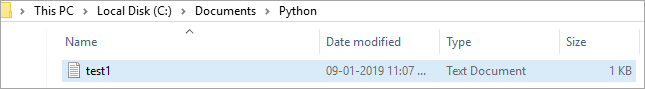 This PC > Local Disk (C:) > Documents > Python
Name Date modified Type Size
test1 09-01-2019 11:07 ... Text Document 1 KB